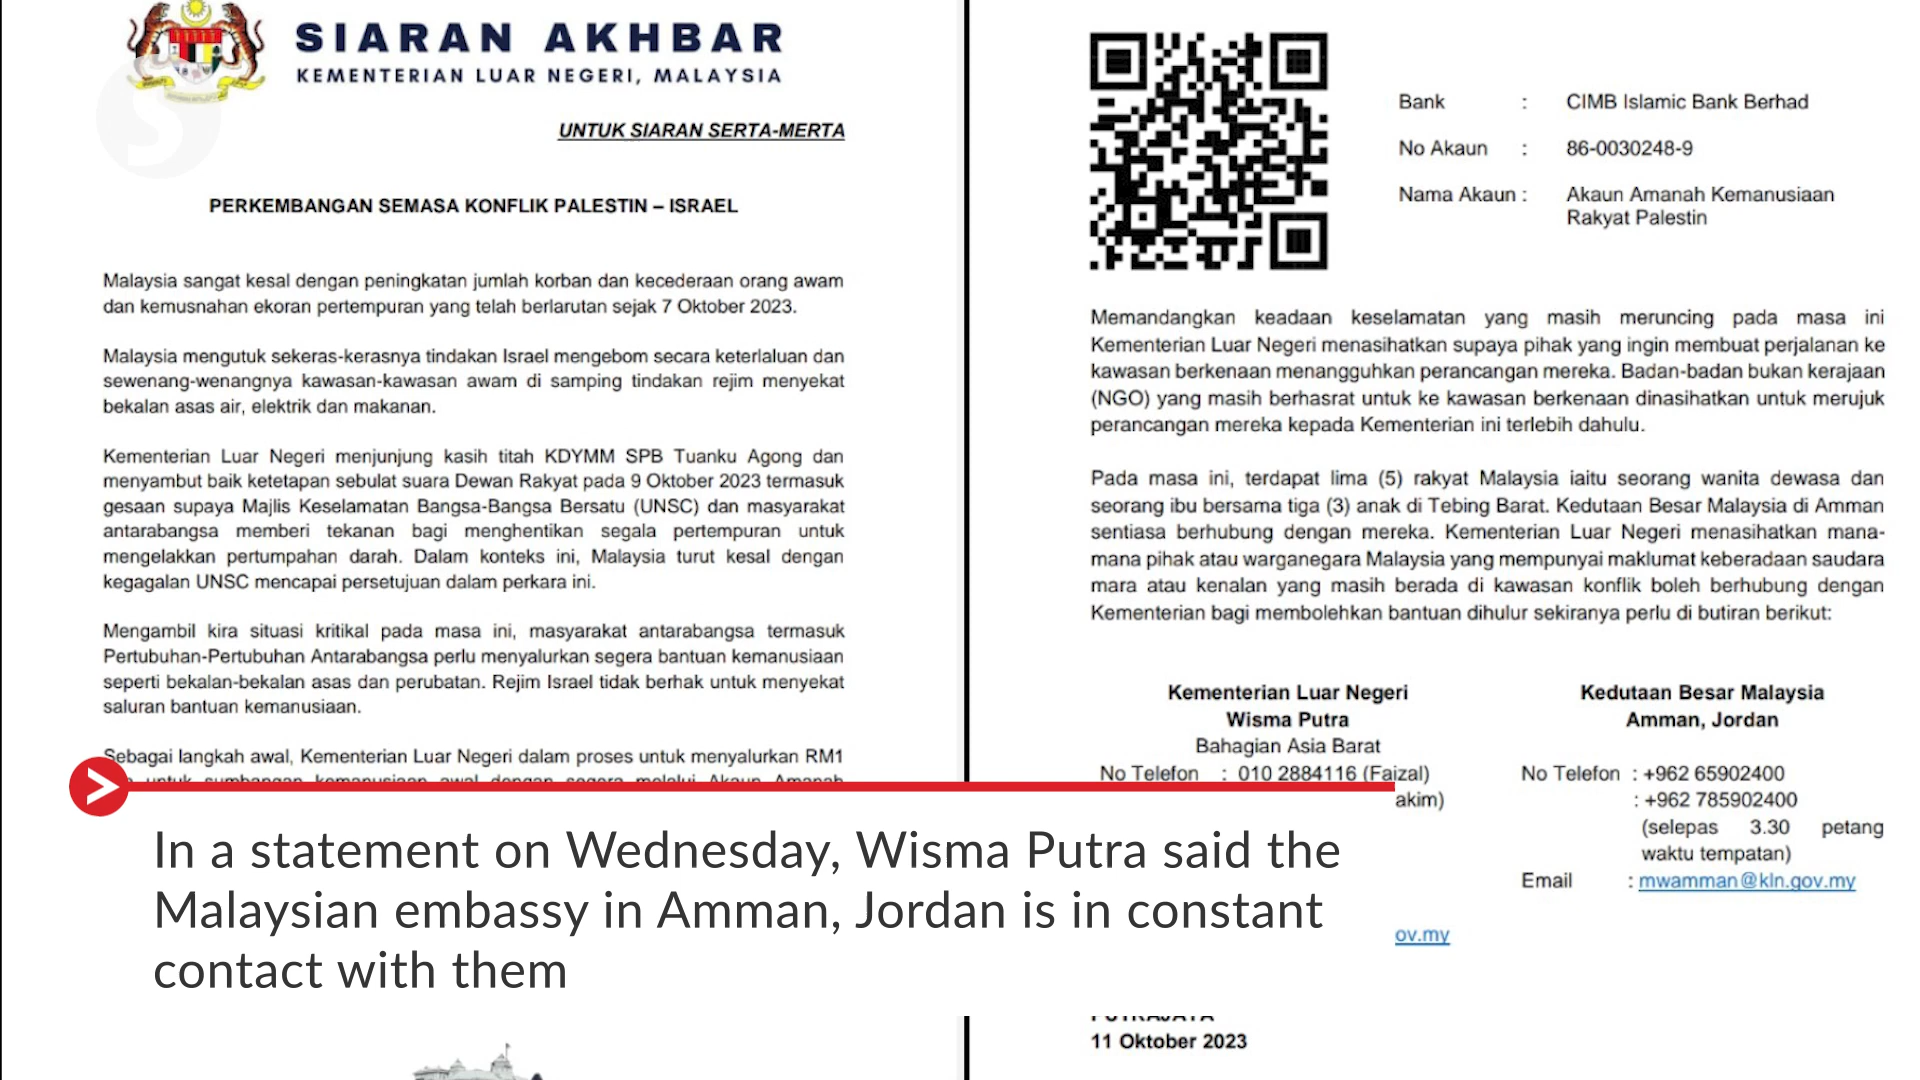 SIARAN AKHBAR
KEMENTERIAN LUAR NEGERI, MALAYSIA
UNTUK SIARAN SERTA-MERTA
PERKEMBANGAN SEMASA KONFLIK PALESTIN – ISRAEL
Malaysia sangat kesal dengan peningkatan jumlah korban dan kecederaan orang awam
dan kemusnahan ekoran pertempuran yang telah berlarutan sejak 7 Oktober 2023.
Malaysia mengutuk sekeras-kerasnya tindakan Israel mengebom secara keterlaluan dan
sewenang-wenangnya kawasan-kawasan awam di samping tindakan rejim menyekat
bekalan asas air, elektrik dan makanan.
Kementerian Luar Negeri menjunjung kasih titah KDYMM SPB Tuanku Agong dan
menyambut baik ketetapan sebulat suara Dewan Rakyat pada 9 Oktober 2023 termasuk
gesaan supaya Majlis Keselamatan Bangsa-Bangsa Bersatu (UNSC) dan masyarakat
antarabangsa memberi tekanan bagi menghentikan segala pertempuran untuk
mengelakkan pertumpahan darah. Dalam konteks ini, Malaysia turut kesal dengan
kegagalan UNSC mencapai persetujuan dalam perkara ini.
Mengambil kira situasi kritikal pada masa ini, masyarakat antarabangsa termasuk
Pertubuhan-Pertubuhan Antarabangsa perlu menyalurkan segera bantuan kemanusiaan
seperti bekalan-bekalan asas dan perubatan. Rejim Israel tidak berhak untuk menyekat
saluran bantuan kemanusiaan.
Sebagai langkah awal, Kementerian Luar Negeri dalam proses untuk menyalurkan RM1
untuk sumbangan kemanusiaan awal dengan segera melalui Akaun Amanah
Bank : CIMB Islamic Bank Berhad
No Akaun : 86-0030248-9
Nama Akaun : Akaun Amanah Kemanusiaan
Rakyat Palestin
Memandangkan keadaan keselamatan yang masih meruncing pada masa ini
Kementerian Luar Negeri menasihatkan supaya pihak yang ingin membuat perjalanan ke
kawasan berkenaan menangguhkan perancangan mereka. Badan-badan bukan kerajaan
(NGO) yang masih berhasrat untuk ke kawasan berkenaan dinasihatkan untuk merujuk
perancangan mereka kepada Kementerian ini terlebih dahulu.
Pada masa ini, terdapat lima (5) rakyat Malaysia iaitu seorang wanita dewasa dan
seorang ibu bersama tiga (3) anak di Tebing Barat. Kedutaan Besar Malaysia di Amman
sentiasa berhubung dengan mereka. Kementerian Luar Negeri menasihatkan mana-
mana pihak atau warganegara Malaysia yang mempunyai maklumat keberadaan saudara
mara atau kenalan yang masih berada di kawasan konflik boleh berhubung dengan
Kementerian bagi membolehkan bantuan dihulur sekiranya perlu di butiran berikut:
Kementerian Luar Negeri
Wisma Putra
Bahagian Asia Barat
No Telefon : 010 2884116 (Faizal)
akim)
ov.my
Kedutaan Besar Malaysia
Amman, Jordan
No Telefon : +962 65902400
: +962 785902400
(selepas 3.30 petang
waktu tempatan)
Email : mwamman@kln.gov.my
PUTRAJAYA
11 Oktober 2023
In a statement on Wednesday, Wisma Putra said the
Malaysian embassy in Amman, Jordan is in constant
contact with them